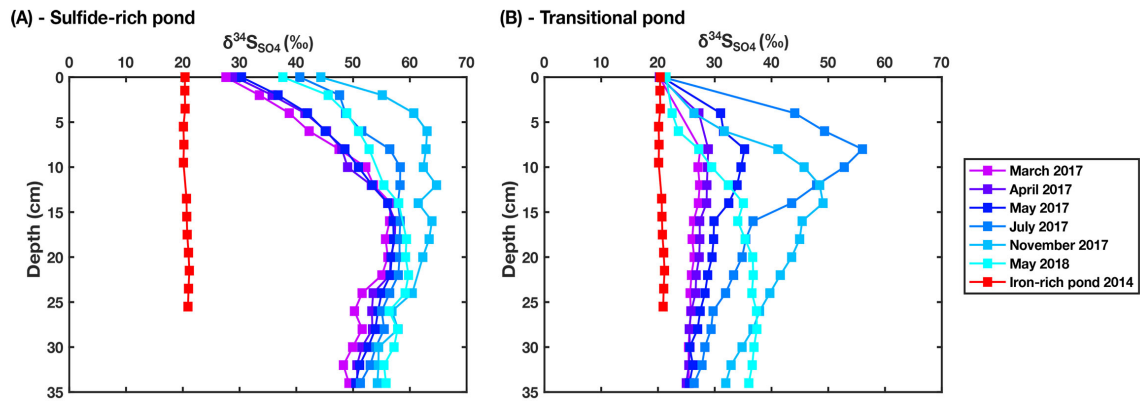 (A) - Sulfide-rich pond
δ³⁴S_SO4 (‰)
0 10 20 30 40 50 60 70
0
5
10
15
20
25
30
35
Depth (cm)
(B) - Transitional pond
δ³⁴S_SO4 (‰)
0 10 20 30 40 50 60 70
0
5
10
15
20
25
30
35
Depth (cm)
March 2017
April 2017
May 2017
July 2017
November 2017
May 2018
Iron-rich pond 2014